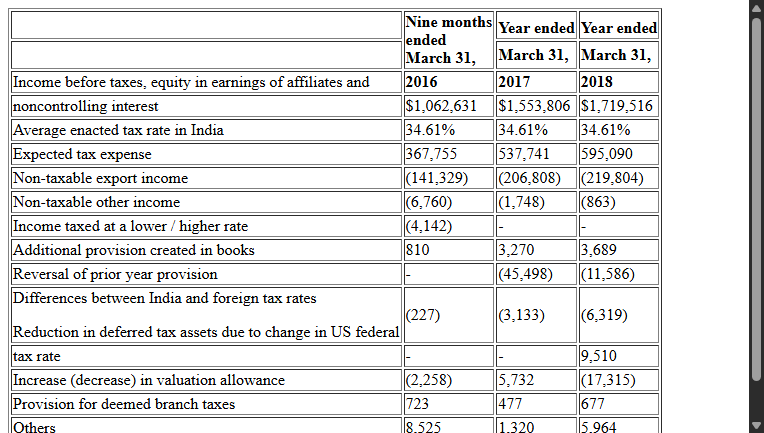 Nine months ended March 31, Year ended Year ended
March 31, March 31,
Income before taxes, equity in earnings of affiliates and 2016 2017 2018
noncontrolling interest $1,062,631 $1,553,806 $1,719,516
Average enacted tax rate in India 34.61% 34.61% 34.61%
Expected tax expense 367,755 537,741 595,090
Non-taxable export income (141,329) (206,808) (219,804)
Non-taxable other income (6,760) (1,748) (863)
Income taxed at a lower / higher rate (4,142) - -
Additional provision created in books 810 3,270 3,689
Reversal of prior year provision - (45,498) (11,586)
Differences between India and foreign tax rates
Reduction in deferred tax assets due to change in US federal (227) (3,133) (6,319)
tax rate - - 9,510
Increase (decrease) in valuation allowance (2,258) 5,732 (17,315)
Provision for deemed branch taxes 723 477 677
Others 8,525 1,320 5,964